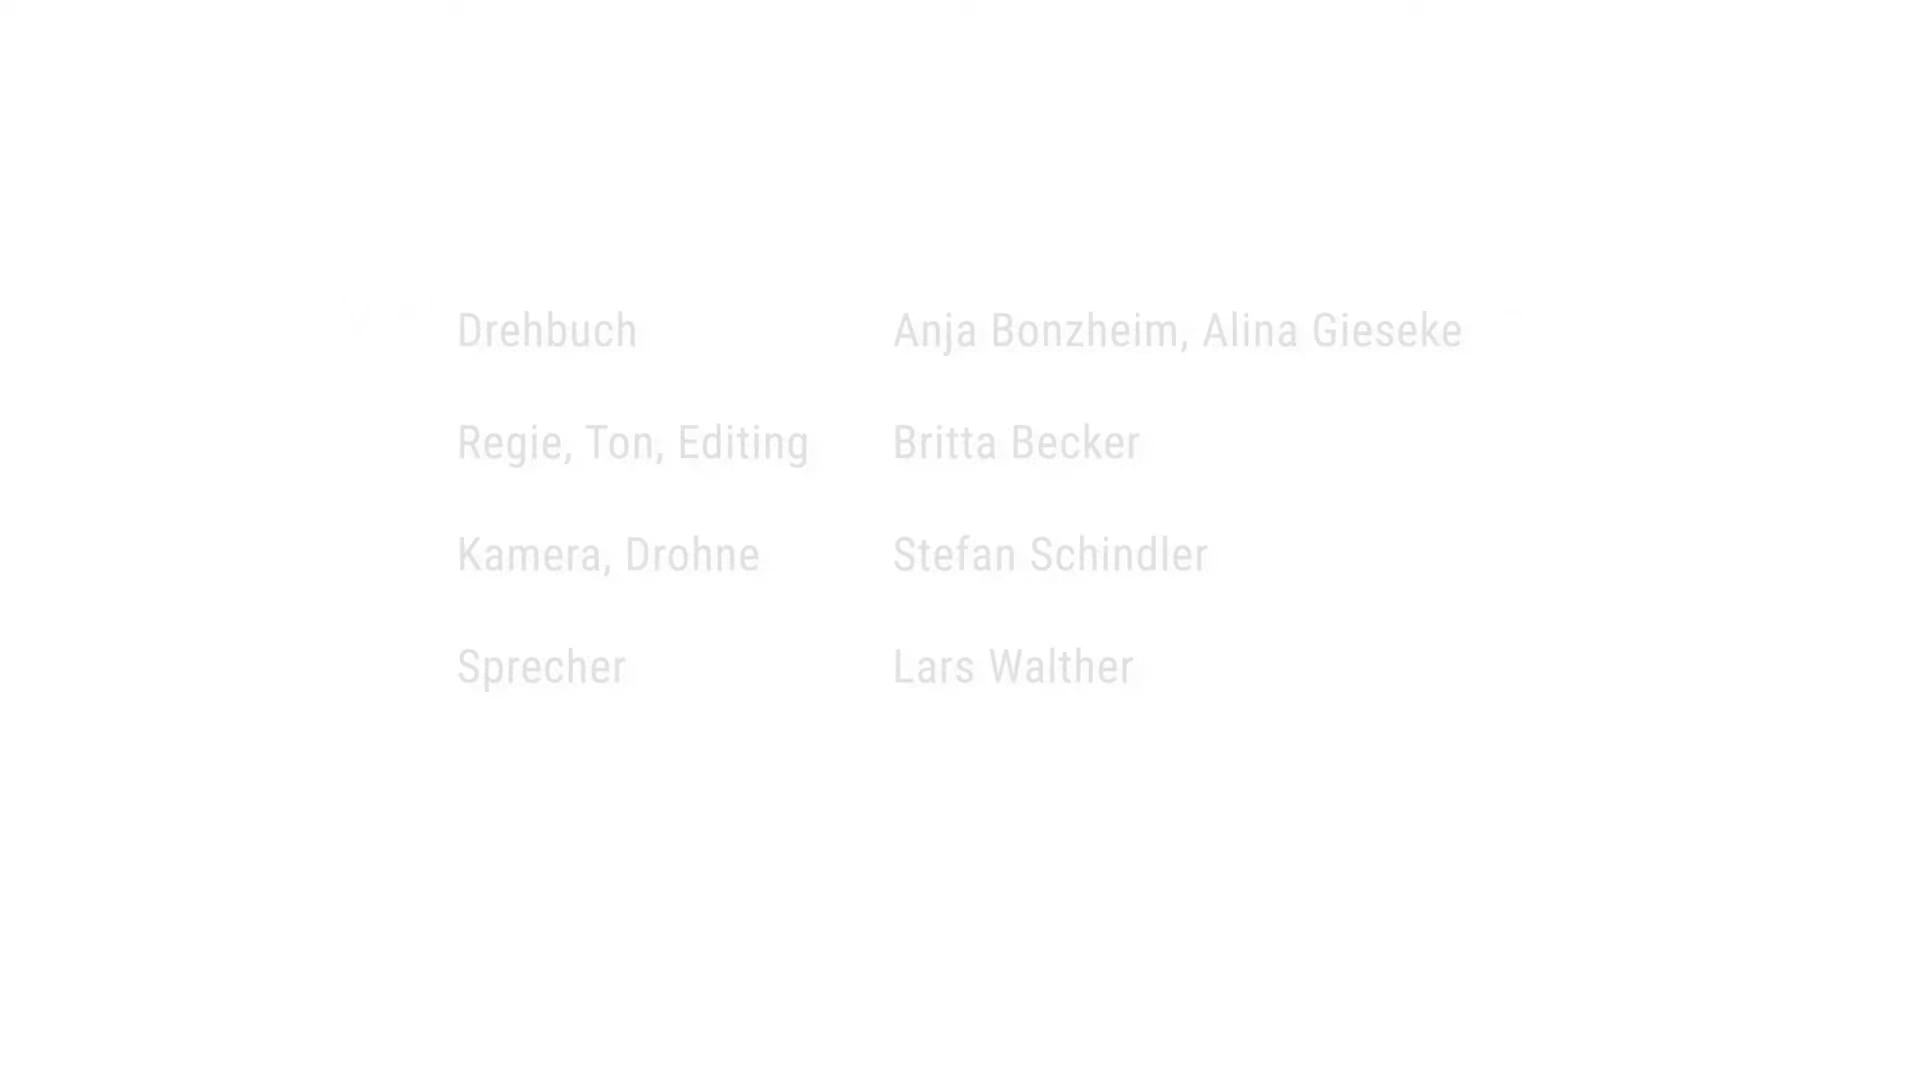 Drehbuch Anja Bonzheim, Alina Gieseke
Regie, Ton, Editing Britta Becker
Kamera, Drohne Stefan Schindler
Sprecher Lars Walther